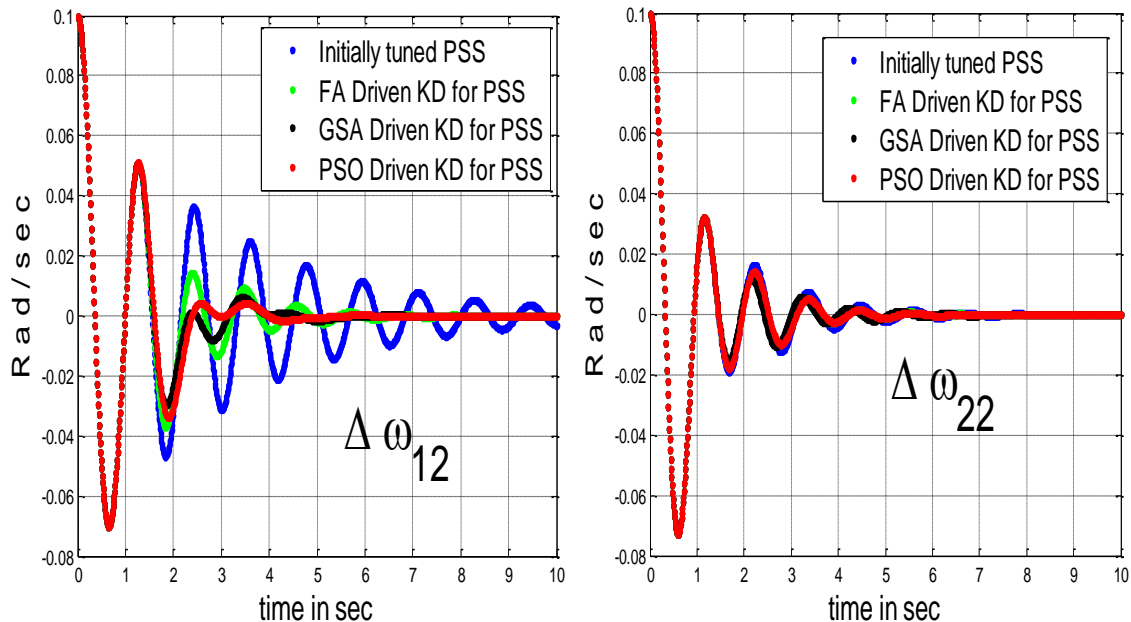 0.1
0.08
0.06
0.04
0.02
0
-0.02
-0.04
-0.06
-0.08
Rad/sec
Initially tuned PSS
FA Driven KD for PSS
GSA Driven KD for PSS
PSO Driven KD for PSS
Δ ω12
0 1 2 3 4 5 6 7 8 9 10
time in sec
0.1
0.08
0.06
0.04
0.02
0
-0.02
-0.04
-0.06
-0.08
Rad/sec
Initially tuned PSS
FA Driven KD for PSS
GSA Driven KD for PSS
PSO Driven KD for PSS
Δ ω22
0 1 2 3 4 5 6 7 8 9 10
time in sec